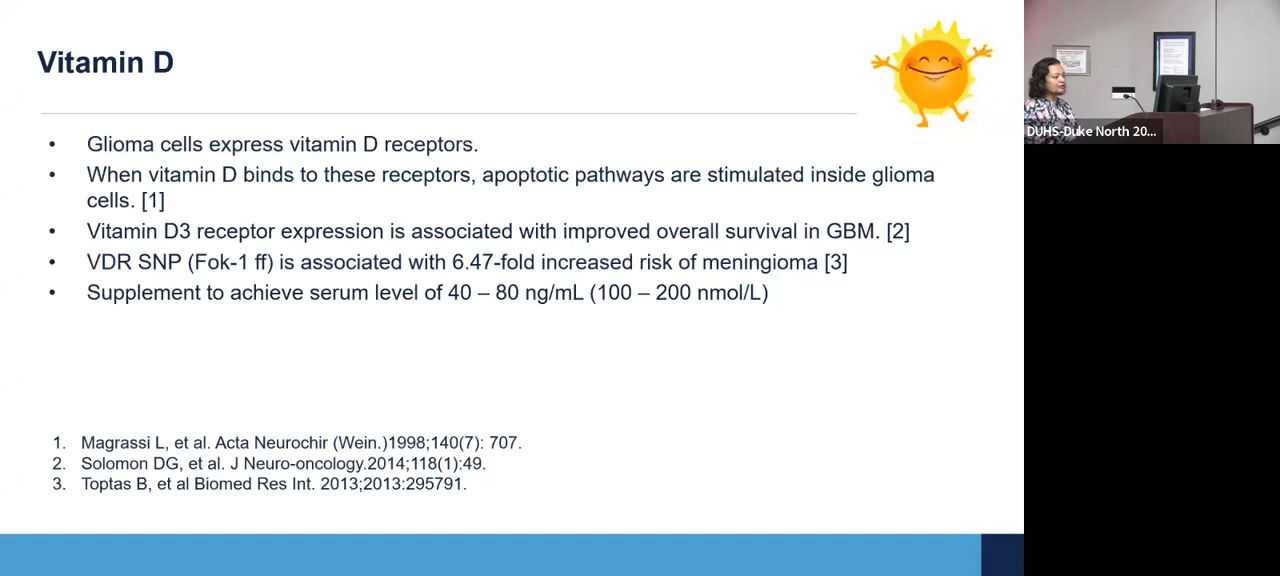 Vitamin D
• Glioma cells express vitamin D receptors.
• When vitamin D binds to these receptors, apoptotic pathways are stimulated inside glioma
cells. [1]
• Vitamin D3 receptor expression is associated with improved overall survival in GBM. [2]
• VDR SNP (Fok-1 ff) is associated with 6.47-fold increased risk of meningioma [3]
• Supplement to achieve serum level of 40 – 80 ng/mL (100 – 200 nmol/L)
1. Magrassi L, et al. Acta Neurochir (Wein.)1998;140(7): 707.
2. Solomon DG, et al. J Neuro-oncology.2014;118(1):49.
3. Toptas B, et al Biomed Res Int. 2013;2013:295791.
DUHS-Duke North 20...